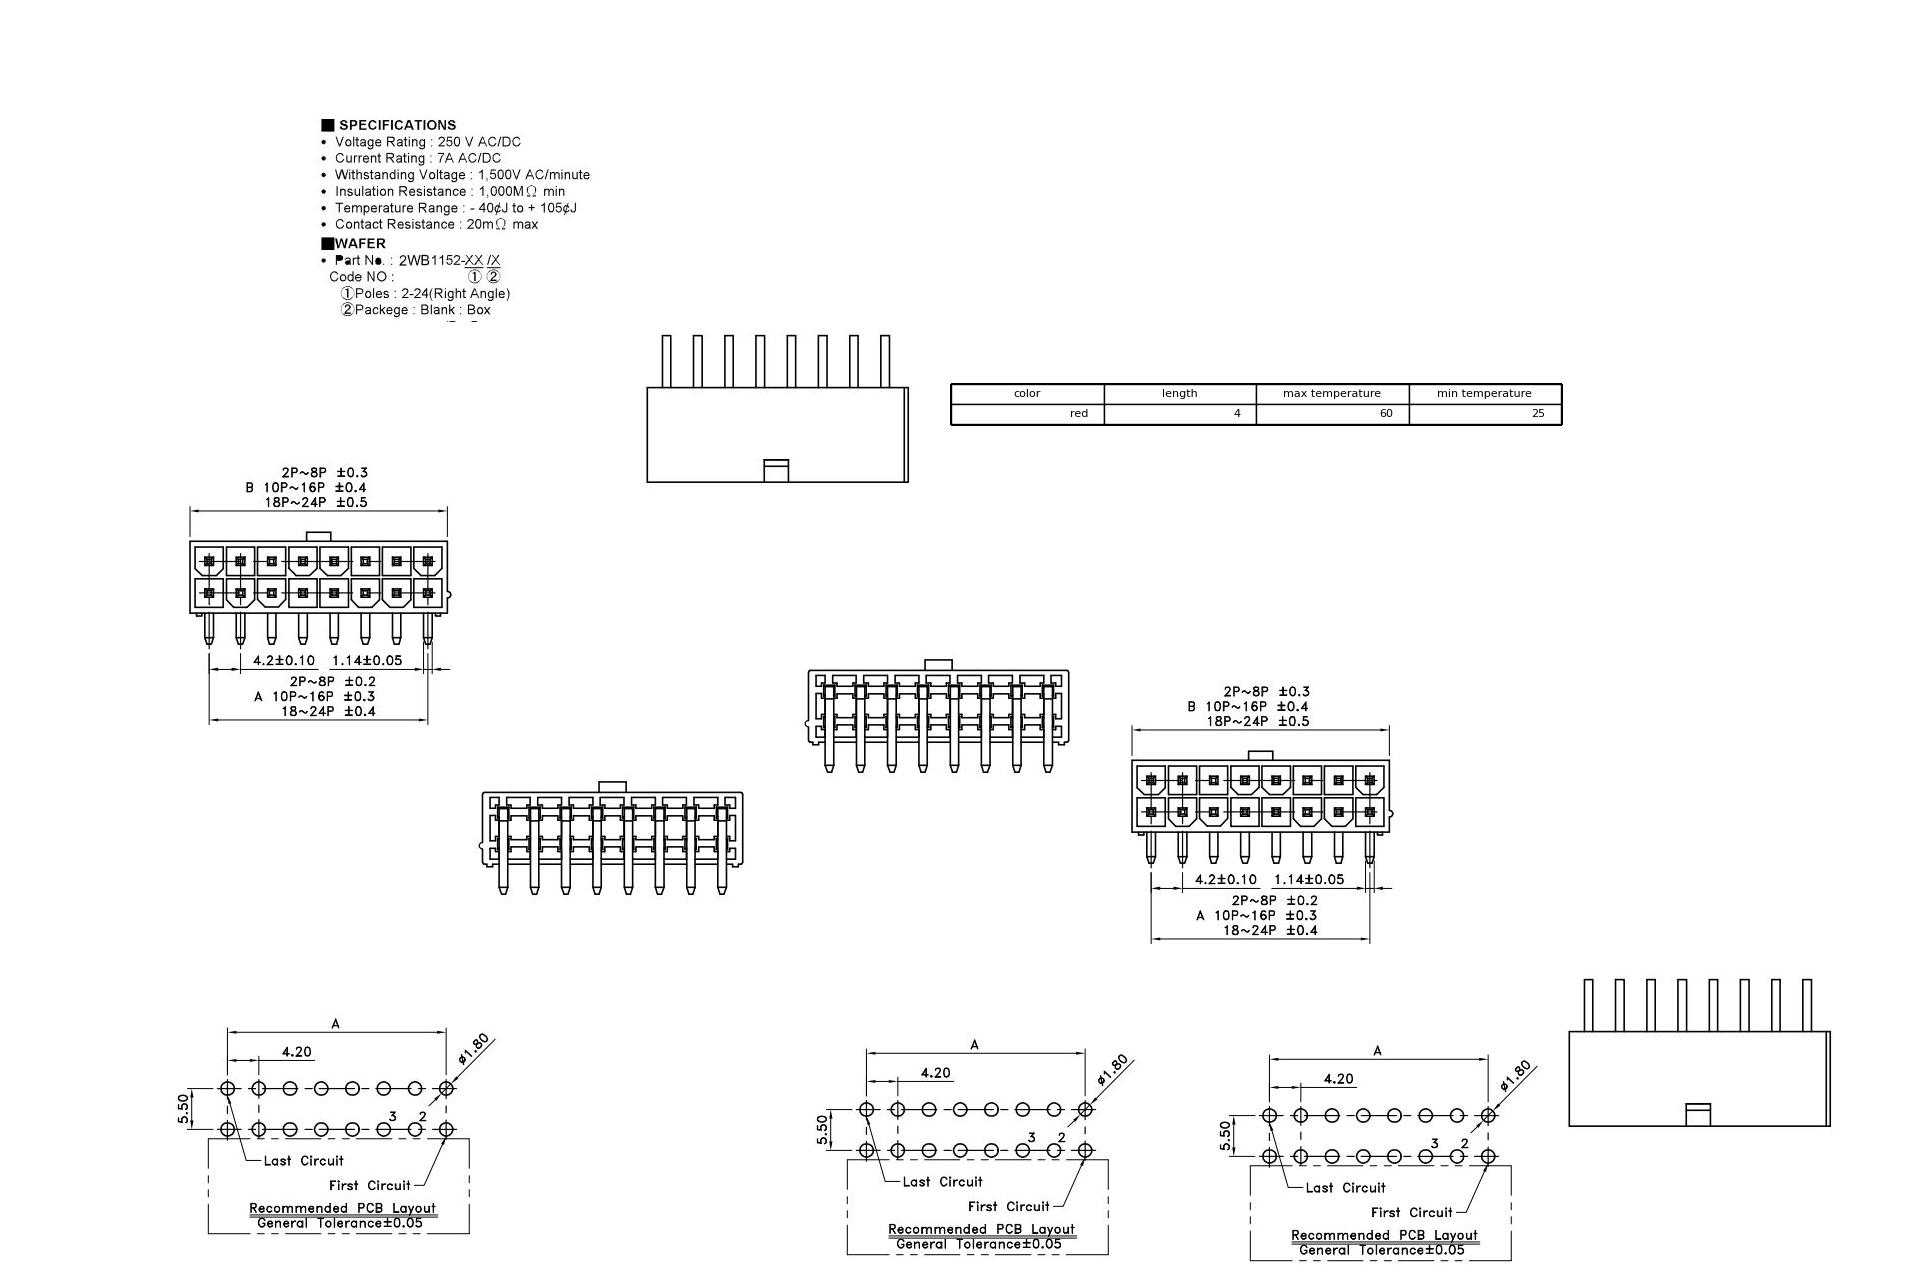 ■ SPECIFICATIONS
• Voltage Rating : 250 V AC/DC
• Current Rating : 7A AC/DC
• Withstanding Voltage : 1,500V AC/minute
• Insulation Resistance : 1,000MΩ min
• Temperature Range : - 40¢J to + 105¢J
• Contact Resistance : 20mΩ max
■WAFER
• Part No. : 2WB1152-XX /X
Code NO : ① ②
①Poles : 2-24(Right Angle)
②Packege : Blank : Box
color length max temperature min temperature
red 4 60 25
2P~8P ±0.3
B 10P~16P ±0.4
18P~24P ±0.5
4.2±0.10 1.14±0.05
2P~8P ±0.2
A 10P~16P ±0.3
18~24P ±0.4
2P~8P ±0.3
B 10P~16P ±0.4
18P~24P ±0.5
4.2±0.10 1.14±0.05
2P~8P ±0.2
A 10P~16P ±0.3
18~24P ±0.4
A
4.20
ø1.80
5.50
3 2
Last Circuit
First Circuit
Recommended PCB Layout
General Tolerance±0.05
A
4.20
ø1.80
5.50
3 2
Last Circuit
First Circuit
Recommended PCB Layout
General Tolerance±0.05
A
4.20
ø1.80
5.50
3 2
Last Circuit
First Circuit
Recommended PCB Layout
General Tolerance±0.05